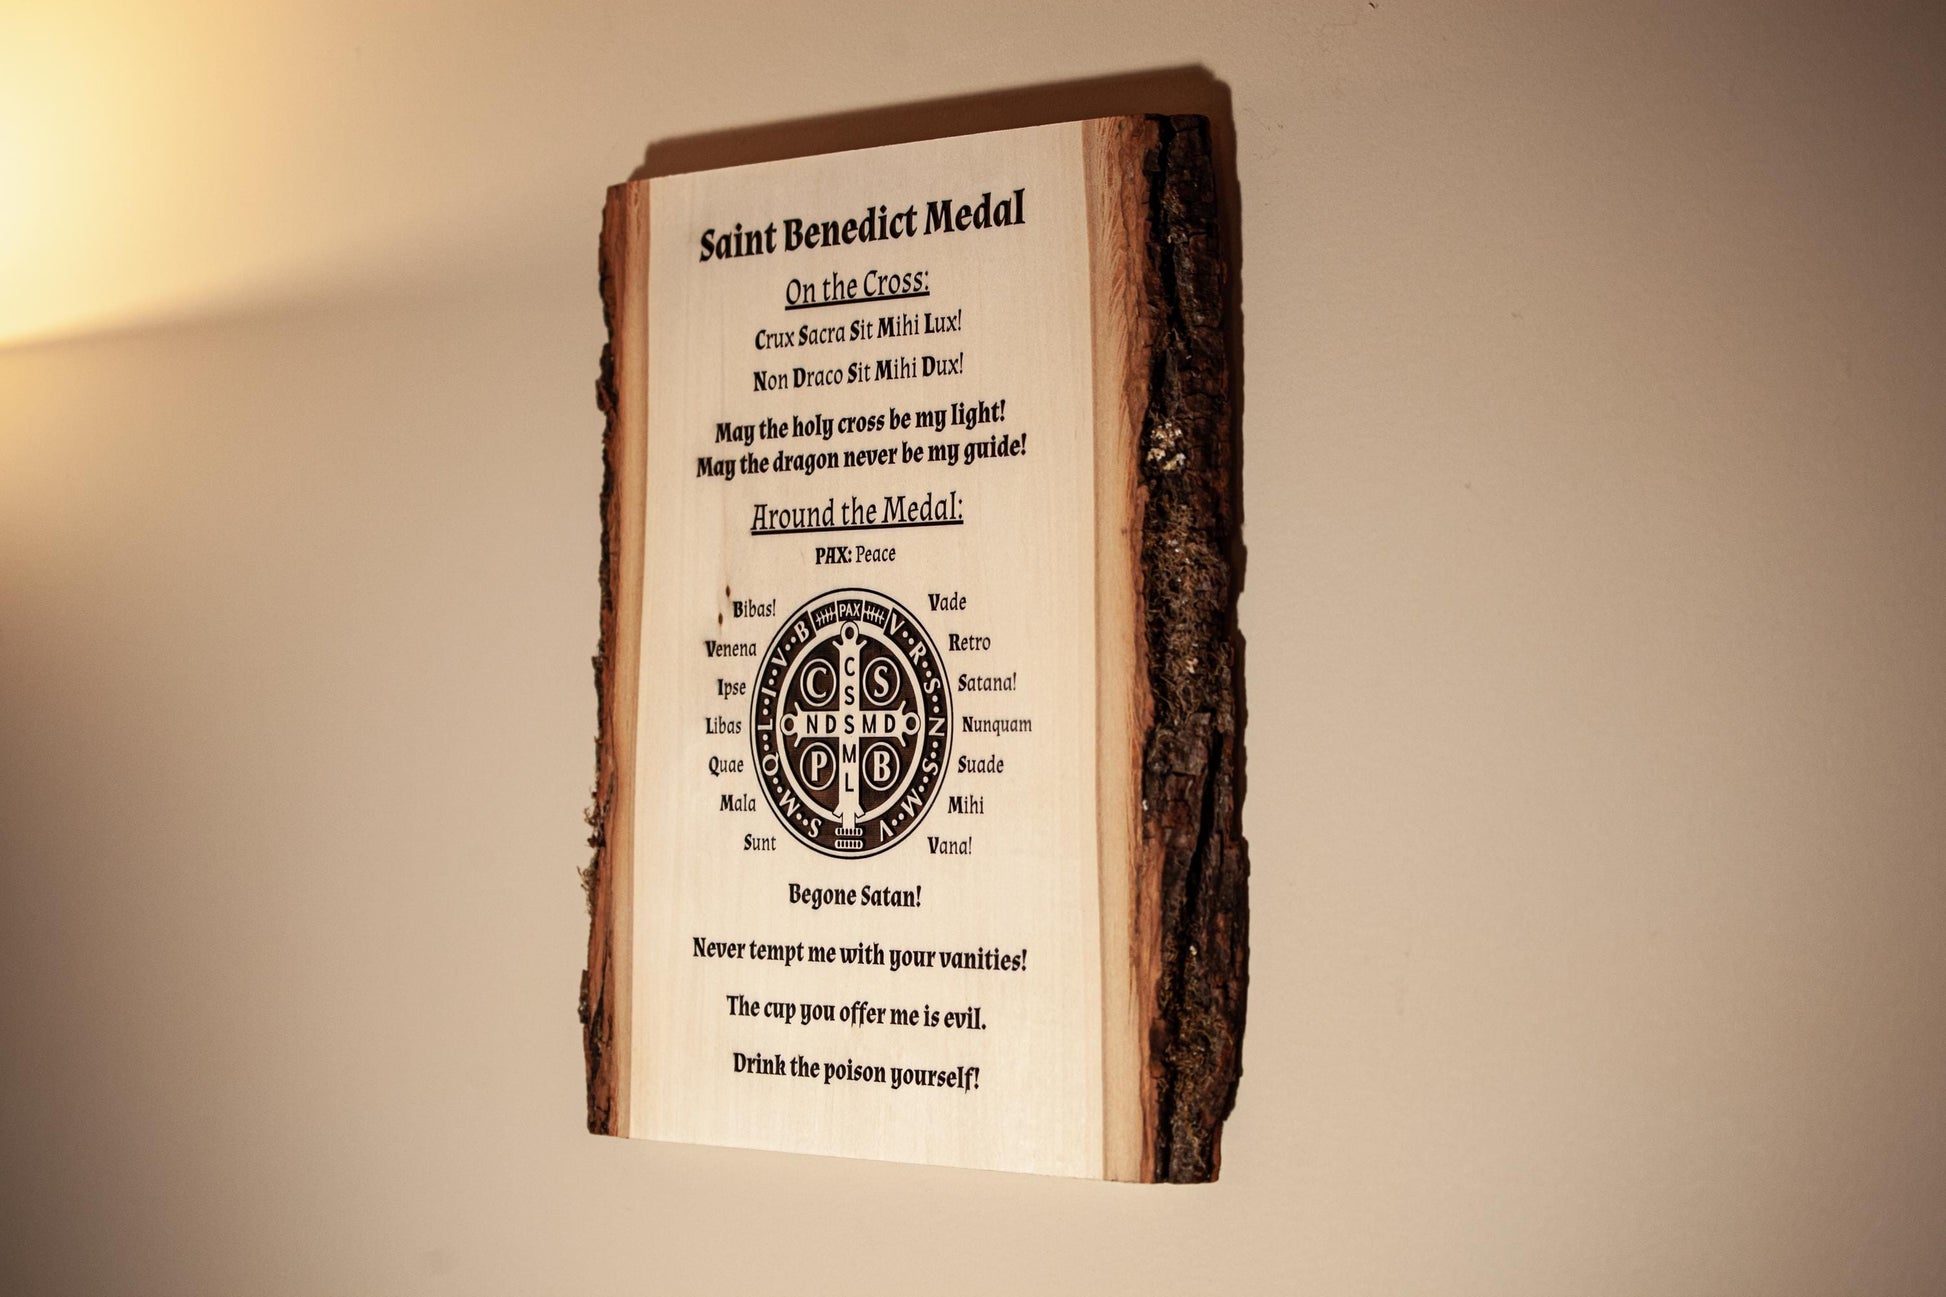 Saint Benedict Medal
On the Cross:
Crux Sacra Sit Mihi Lux!
Non Draco Sit Mihi Dux!
May the holy cross be my light!
May the dragon never be my guide!
Around the Medal:
PAX: Peace
Vade
Retro
Satana!
Nunquam
Suade
Mihi
Vana!
Sunt
Mala
Quae
Libas
Ipse
Venena
Bibas!
PAX
V·R·S·N·S·M·V
S·M·Q·L·I·V·B
C S
P B
C S S M L
N D S M D
Begone Satan!
Never tempt me with your vanities!
The cup you offer me is evil.
Drink the poison yourself!